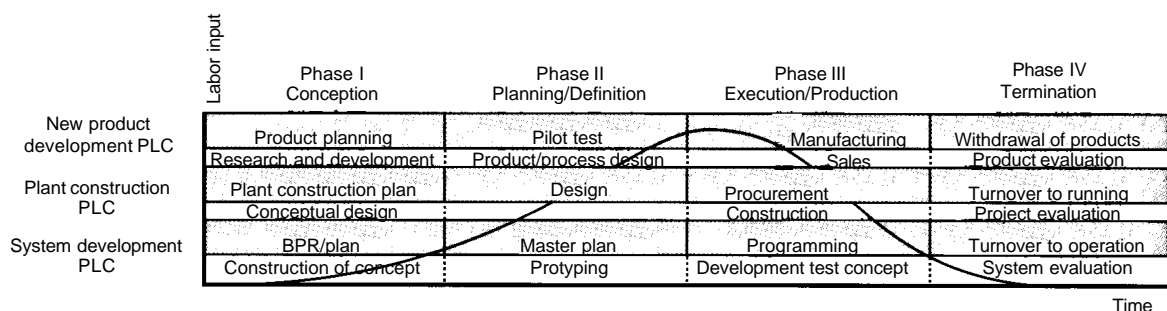 Labor input
Phase I
Conception
Phase II
Planning/Definition
Phase III
Execution/Production
Phase IV
Termination
New product
development PLC
Product planning
Pilot test
Manufacturing
Withdrawal of products
Research and development
Product/process design
Sales
Product evaluation
Plant construction
PLC
Plant construction plan
Design
Procurement
Turnover to running
Conceptual design
Construction
Project evaluation
System development
PLC
BPR/plan
Master plan
Programming
Turnover to operation
Construction of concept
Protyping
Development test concept
System evaluation
Time